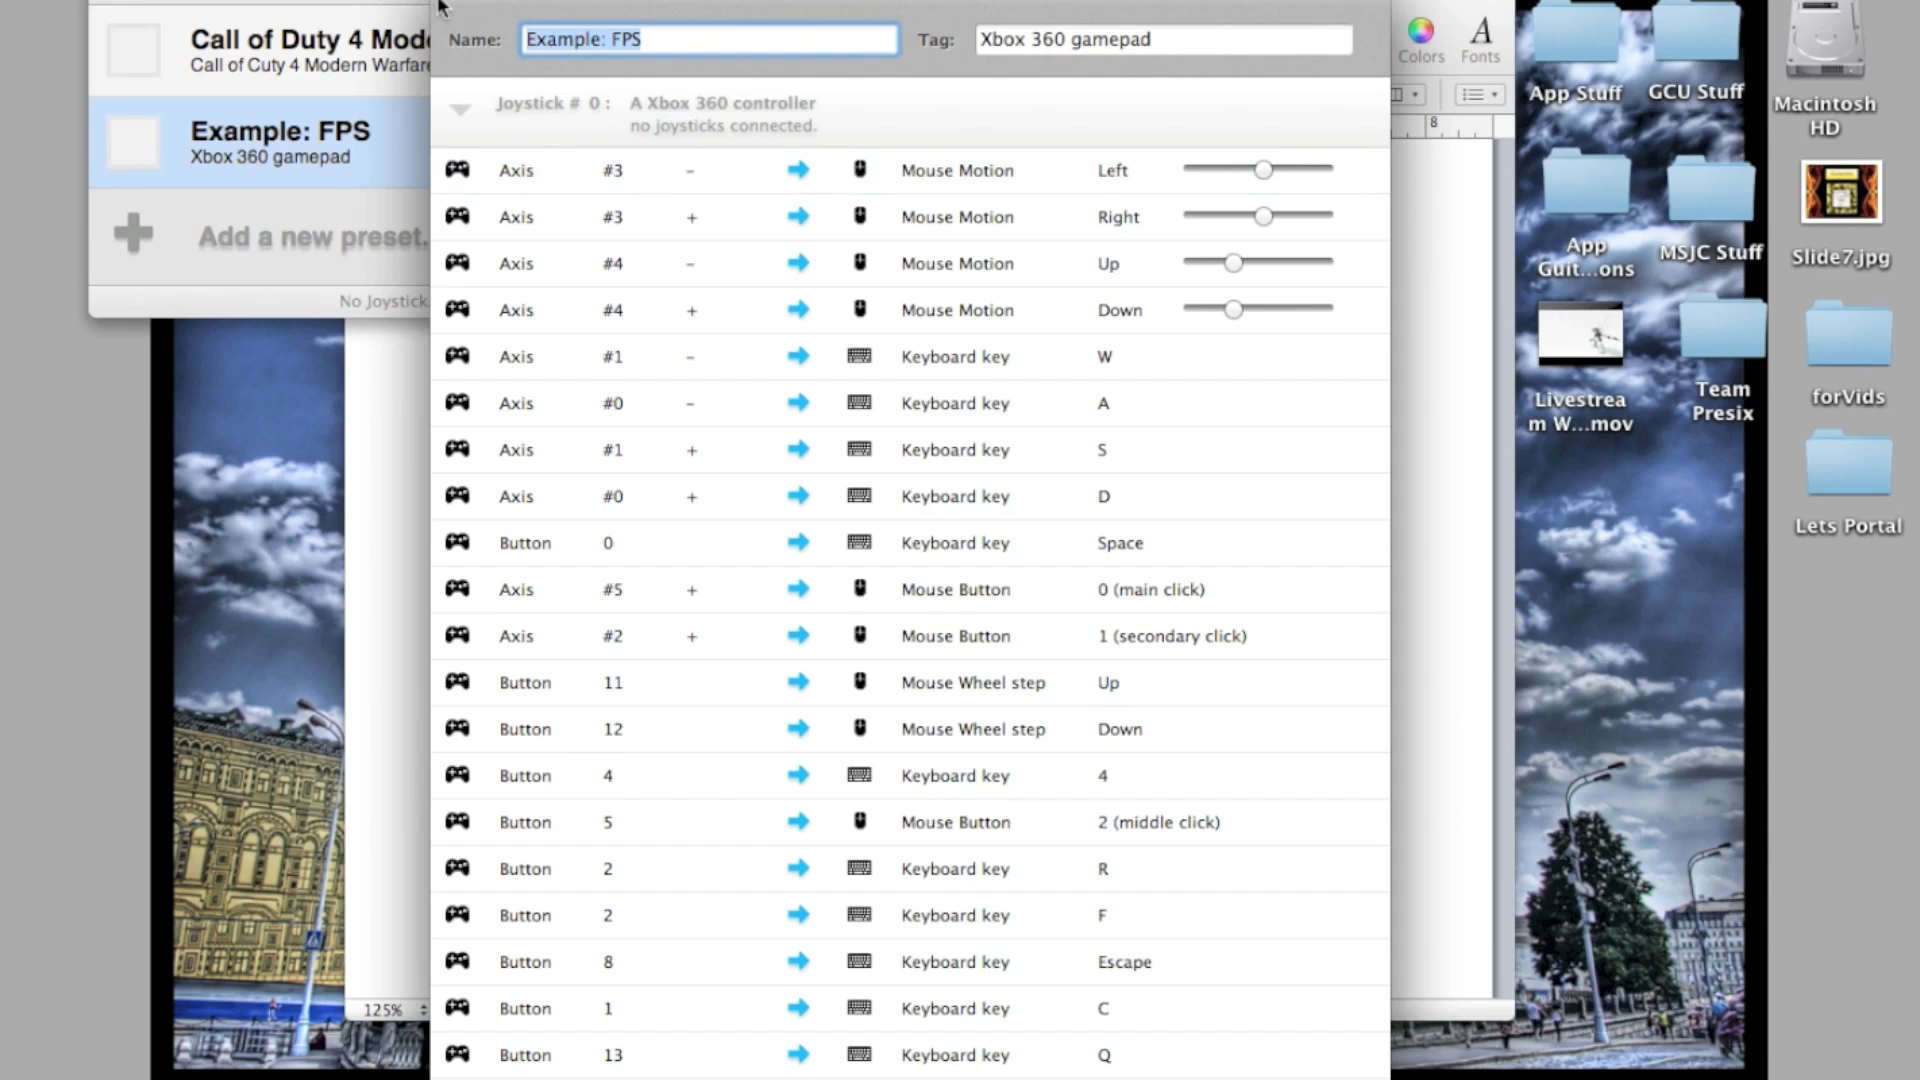 Call of Duty 4 Mod
Call of Cuty 4 Modern Warfar
Example: FPS
Xbox 360 gamepad
Add a new preset.
No Joystick
125%
Name: Example: FPS Tag: Xbox 360 gamepad
Joystick # 0 : A Xbox 360 controller
no joysticks connected.
Axis #3 - Mouse Motion Left
Axis #3 + Mouse Motion Right
Axis #4 - Mouse Motion Up
Axis #4 + Mouse Motion Down
Axis #1 - Keyboard key W
Axis #0 - Keyboard key A
Axis #1 + Keyboard key S
Axis #0 + Keyboard key D
Button 0 Keyboard key Space
Axis #5 + Mouse Button 0 (main click)
Axis #2 + Mouse Button 1 (secondary click)
Button 11 Mouse Wheel step Up
Button 12 Mouse Wheel step Down
Button 4 Keyboard key 4
Button 5 Mouse Button 2 (middle click)
Button 2 Keyboard key R
Button 2 Keyboard key F
Button 8 Keyboard key Escape
Button 1 Keyboard key C
Button 13 Keyboard key Q
Colors Fonts
8
App Stuff
GCU Stuff
Macintosh
HD
App
Guit...ons
MSJC Stuff
Slide7.jpg
Livestrea
m W...mov
Team
Presix
forVids
Lets Portal